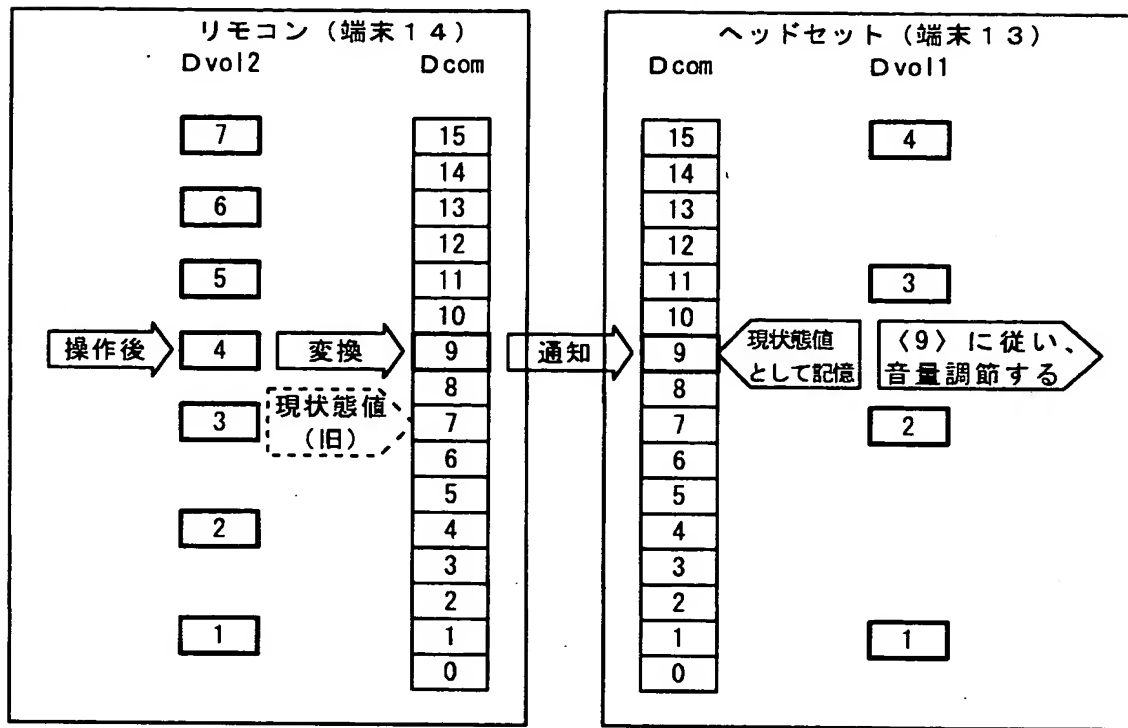 リモコン（端末１４）
Dvol2
Dcom
7
6
5
4
3
2
1
15
14
13
12
11
10
9
8
7
6
5
4
3
2
1
0
操作後
変換
現状態値
（旧）
通知
ヘッドセット（端末１３）
Dcom
Dvol1
15
14
13
12
11
10
9
8
7
6
5
4
3
2
1
0
現状態値
として記憶
〈９〉に従い、
音量調節する
4
3
2
1